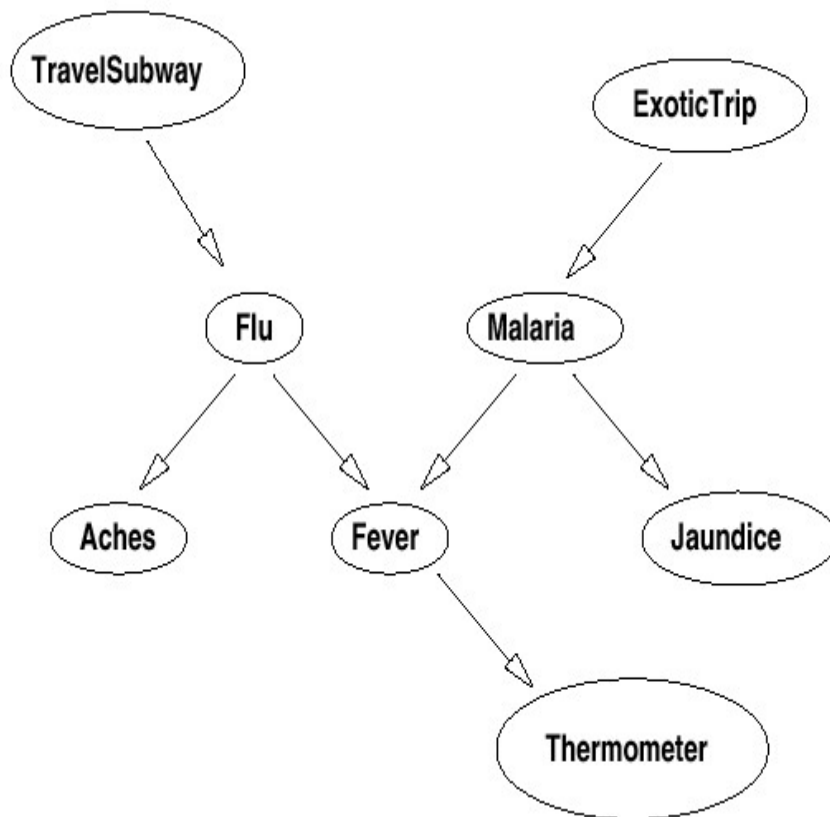 TravelSubway
ExoticTrip
Flu
Malaria
Aches
Fever
Jaundice
Thermometer